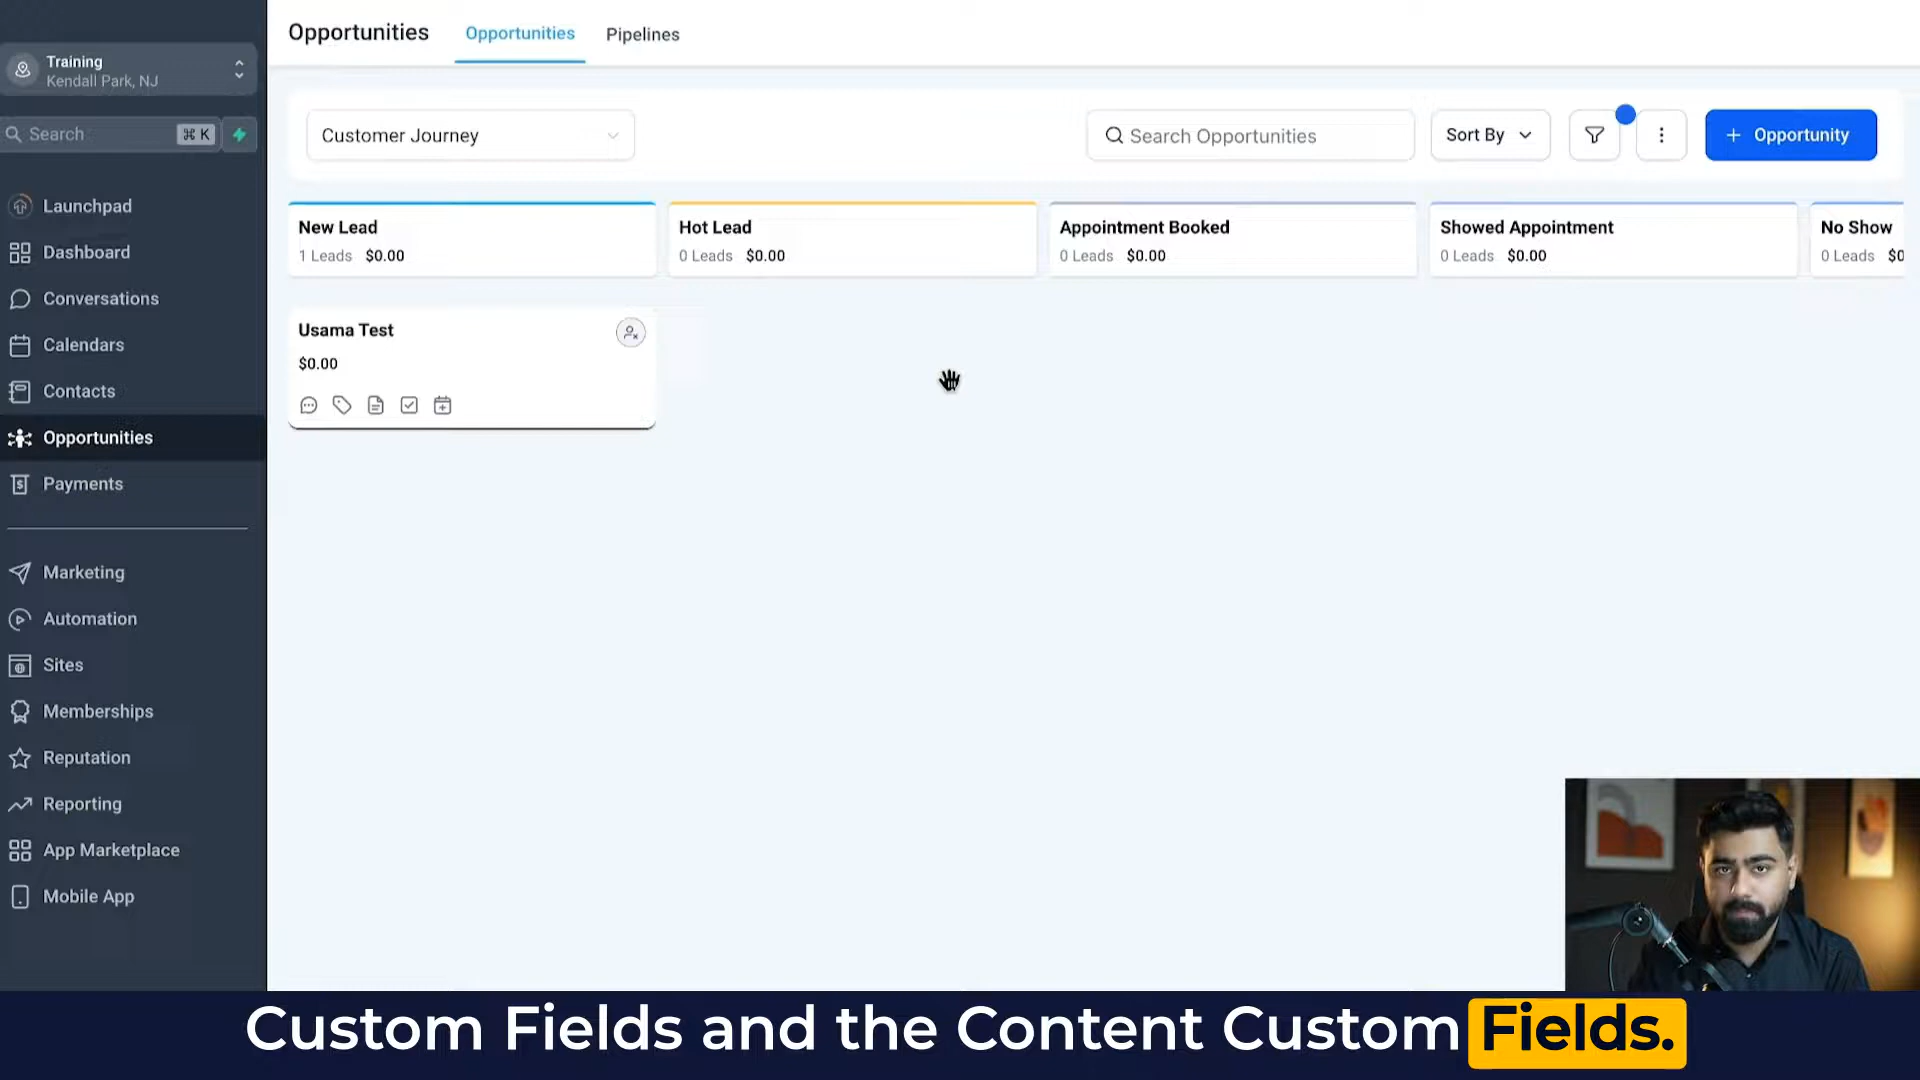 Training
Kendall Park, NJ
Search ⌘ K
Launchpad
Dashboard
Conversations
Calendars
Contacts
Opportunities
Payments
Marketing
Automation
Sites
Memberships
Reputation
Reporting
App Marketplace
Mobile App
Opportunities Opportunities Pipelines
Customer Journey Search Opportunities Sort By + Opportunity
New Lead
1 Leads $0.00
Hot Lead
0 Leads $0.00
Appointment Booked
0 Leads $0.00
Showed Appointment
0 Leads $0.00
No Show
0 Leads $0
Usama Test
$0.00
Custom Fields and the Content Custom Fields.